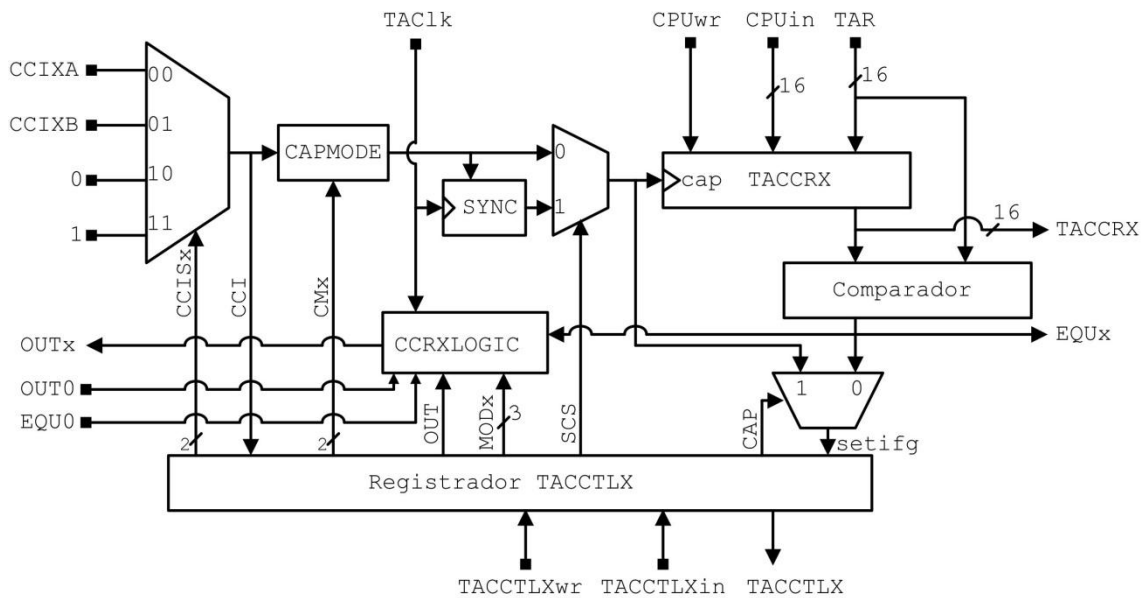 TAClk CPUwr CPUin TAR
CCIXA 00
16 16
CCIXB 01
CAPMODE 0 cap TACCRX
0 10
SYNC 1
1 11
16 TACCRX
CCISx CCI CMx
Comparador
OUTx CCRXLOGIC EQUx
OUT0
1 0
EQU0 2 2 OUT MODx 3 SCS CAP setifg
Registrador TACCTLX
TACCTLXwr TACCTLXin TACCTLX